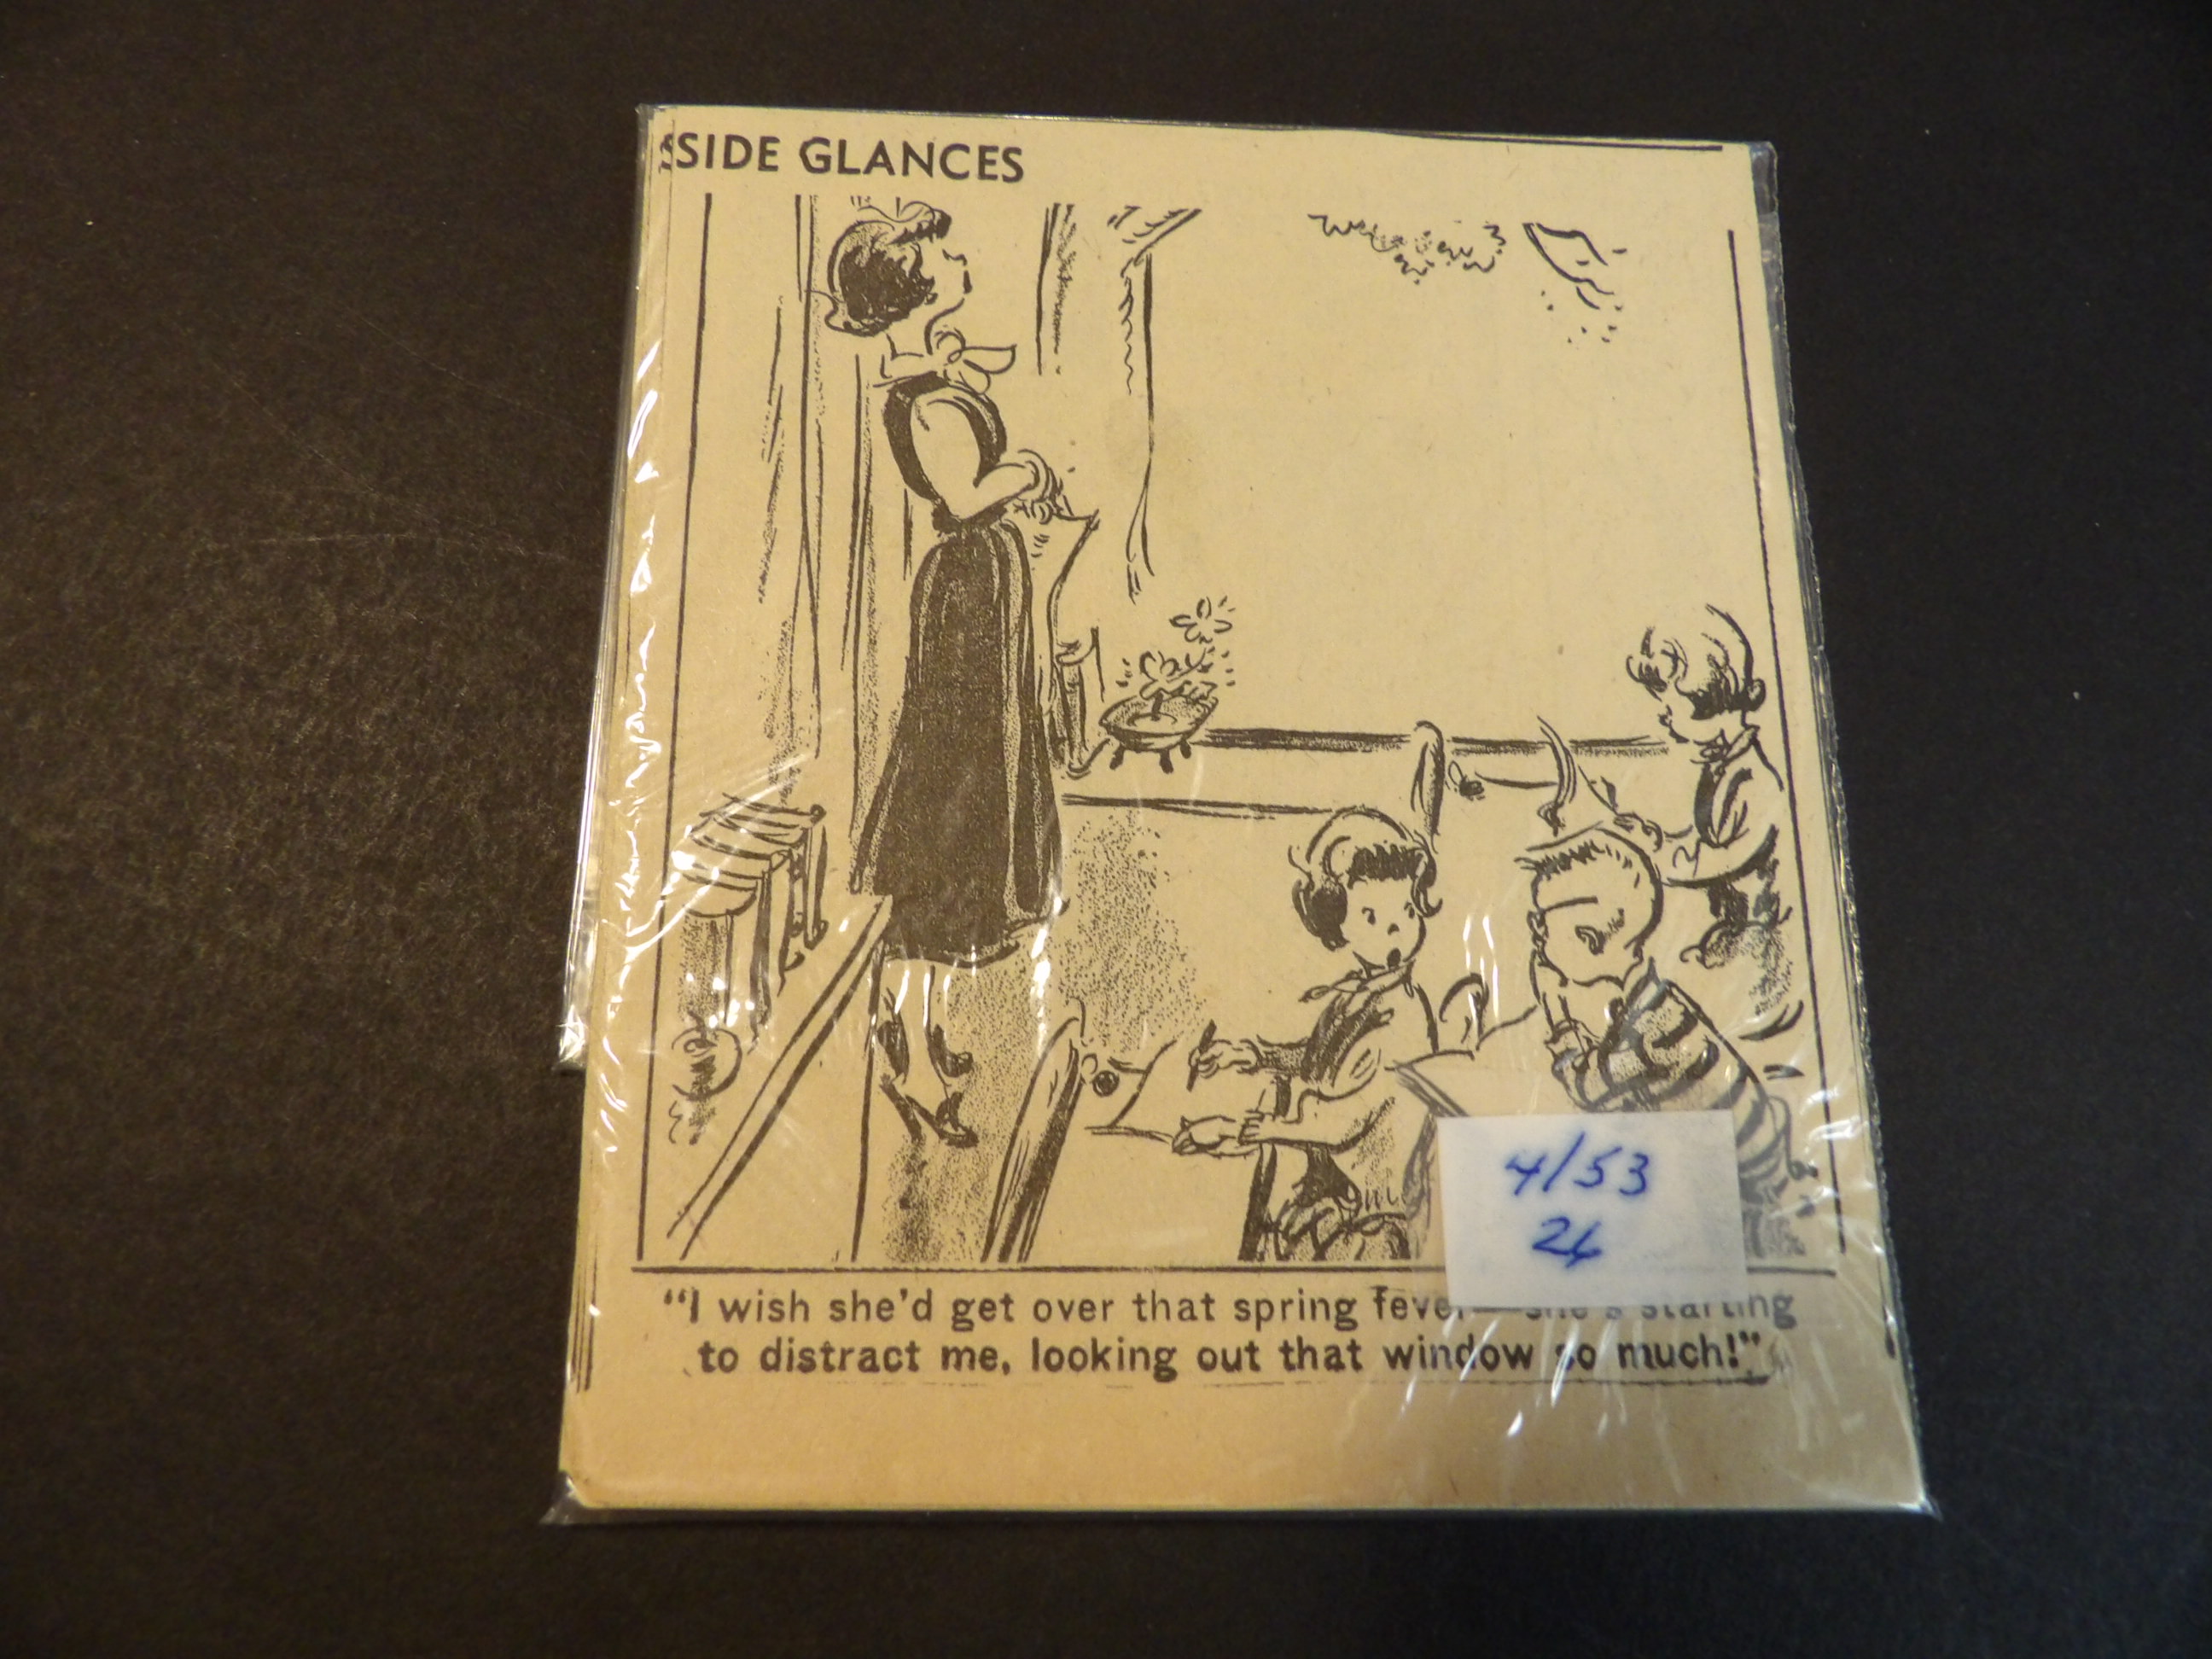 SIDE GLANCES
4/53
26
“I wish she’d get over that spring fever—she’s starting
to distract me, looking out that window so much!”